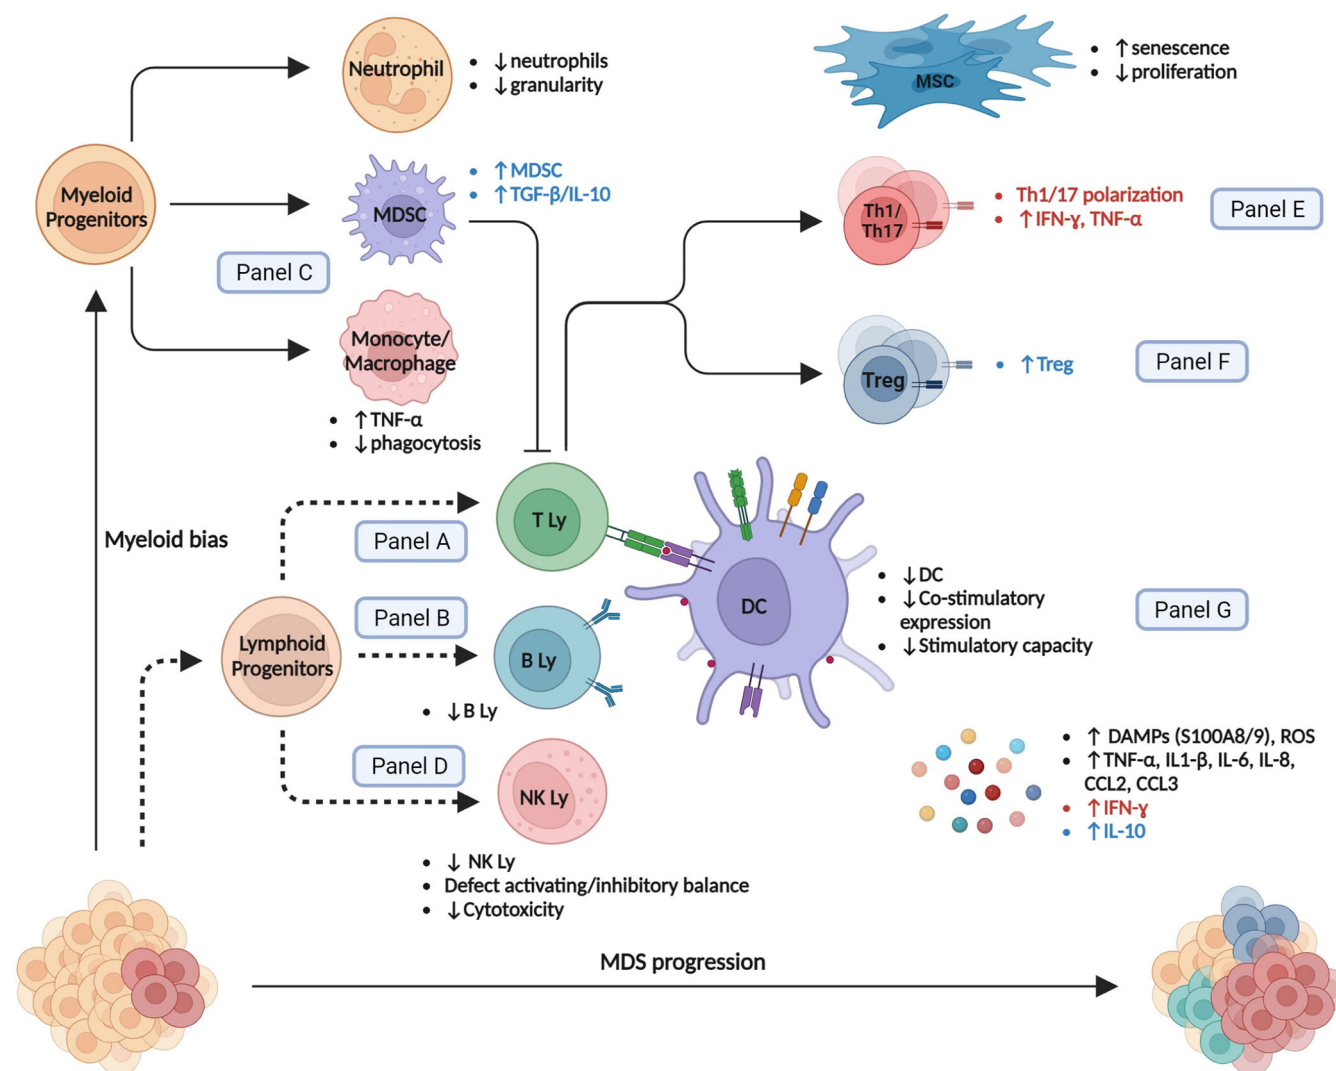 Neutrophil
• ↓neutrophils
• ↓granularity
MSC
• ↑senescence
• ↓proliferation
Myeloid
Progenitors
MDSC
• ↑MDSC
• ↑TGF-β/IL-10
Th1/
Th17
• Th1/17 polarization
• ↑IFN-ɣ, TNF-α
Panel E
Panel C
Monocyte/
Macrophage
• ↑TNF-α
• ↓phagocytosis
Treg
• ↑Treg
Panel F
Myeloid bias
Panel A
T Ly
DC
• ↓DC
• ↓Co-stimulatory
expression
• ↓Stimulatory capacity
Panel G
Panel B
Lymphoid
Progenitors
B Ly
• ↓B Ly
Panel D
NK Ly
• ↓ NK Ly
• Defect activating/inhibitory balance
• ↓Cytotoxicity
• ↑ DAMPs (S100A8/9), ROS
• ↑TNF-α, IL1-β, IL-6, IL-8,
CCL2, CCL3
• ↑IFN-ɣ
• ↑IL-10
MDS progression